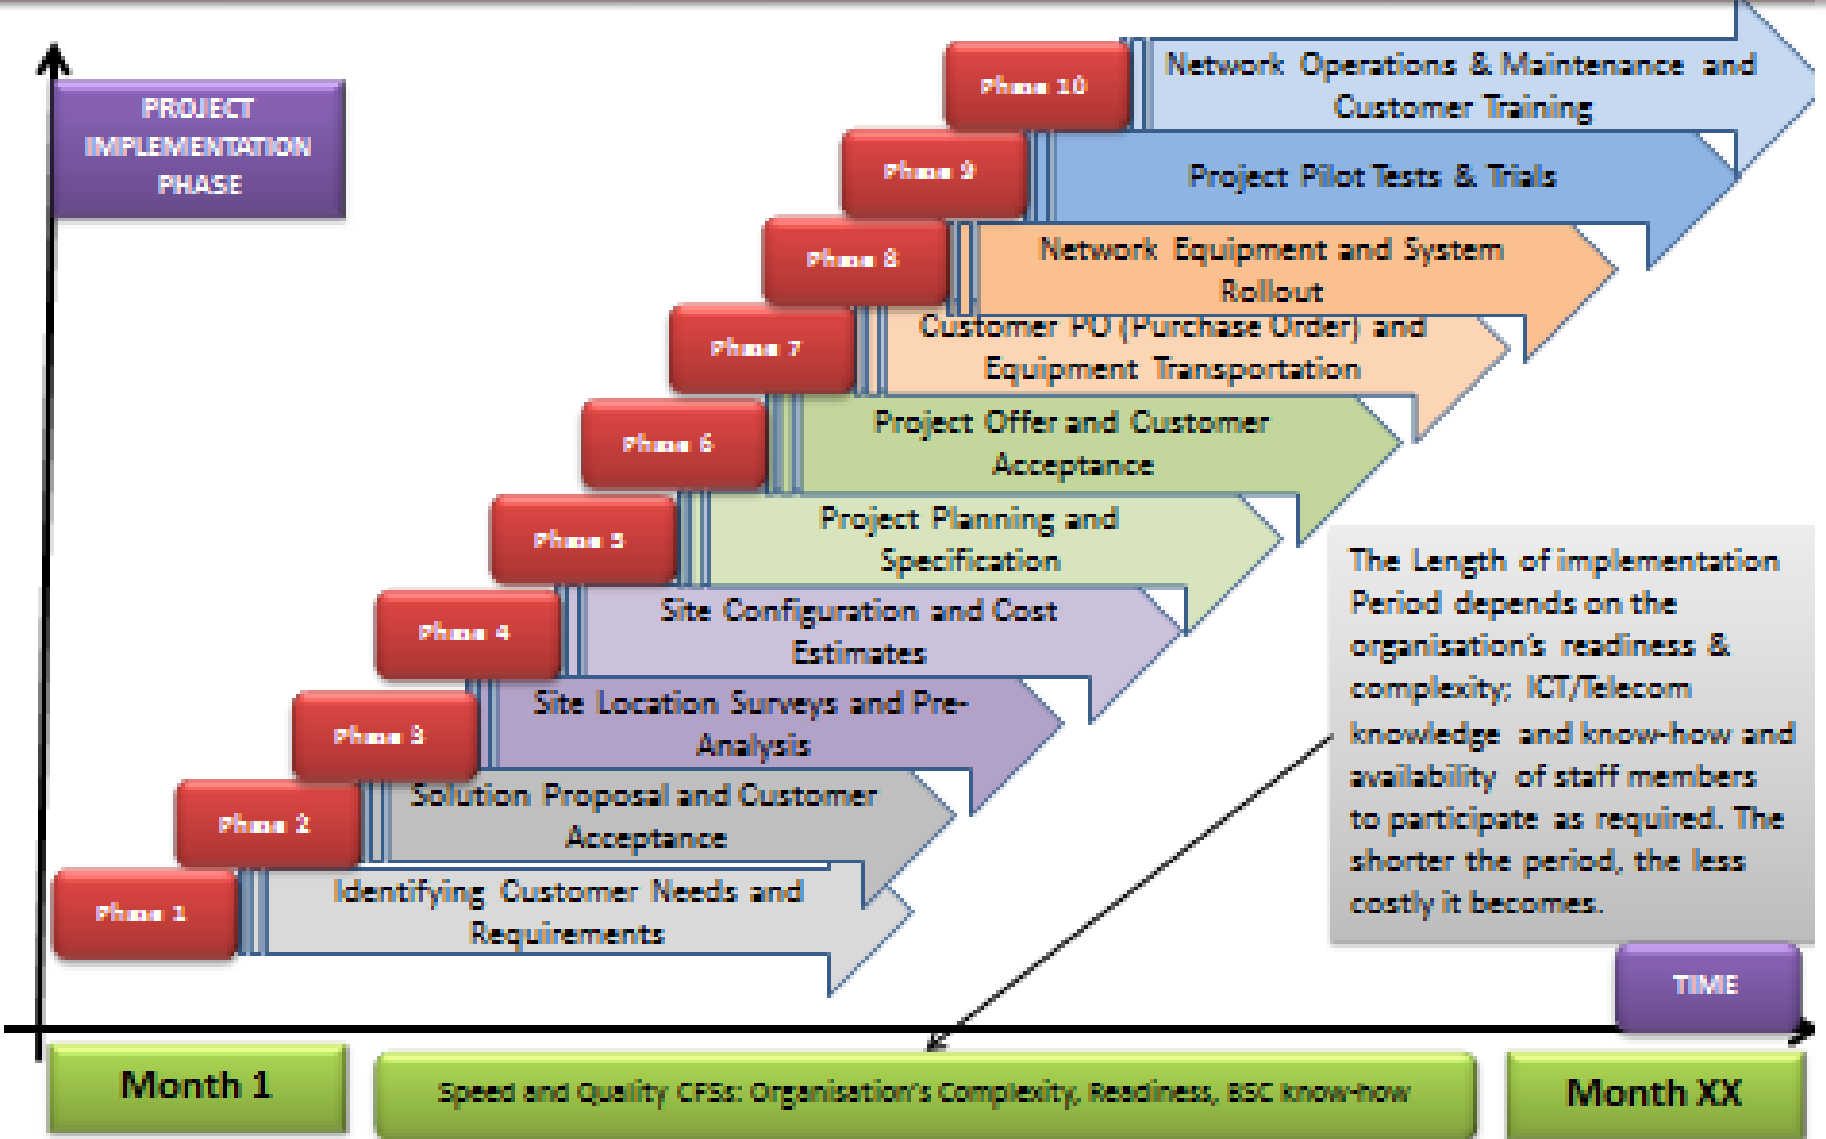 PROJECT
IMPLEMENTATION
PHASE
Phase 10
Network Operations & Maintenance and
Customer Training
Phase 9
Project Pilot Tests & Trials
Phase 8
Network Equipment and System
Rollout
Phase 7
Customer PO (Purchase Order) and
Equipment Transportation
Phase 6
Project Offer and Customer
Acceptance
Phase 5
Project Planning and
Specification
Phase 4
Site Configuration and Cost
Estimates
Phase 3
Site Location Surveys and Pre-
Analysis
Phase 2
Solution Proposal and Customer
Acceptance
Phase 1
Identifying Customer Needs and
Requirements
The Length of implementation
Period depends on the
organisation's readiness &
complexity; ICT/Telecom
knowledge and know-how and
availability of staff members
to participate as required. The
shorter the period, the less
costly it becomes.
TIME
Month 1
Speed and Quality CFSs: Organisation's Complexity, Readiness, BSC know-how
Month XX